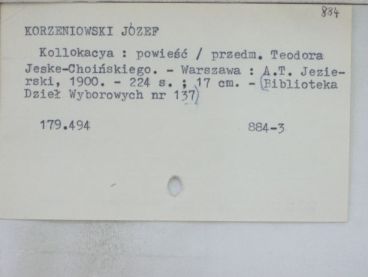 884
KORZENIOWSKI JÓZEF
Kollokacya : powieść / przedm. Teodora
Jeske-Choińskiego. - Warszawa : A.T. Jezie-
rski, 1900. - 224 s. ; 17 cm. - (Biblioteka
Dzieł Wyborowych nr 137)
179.494 884-3